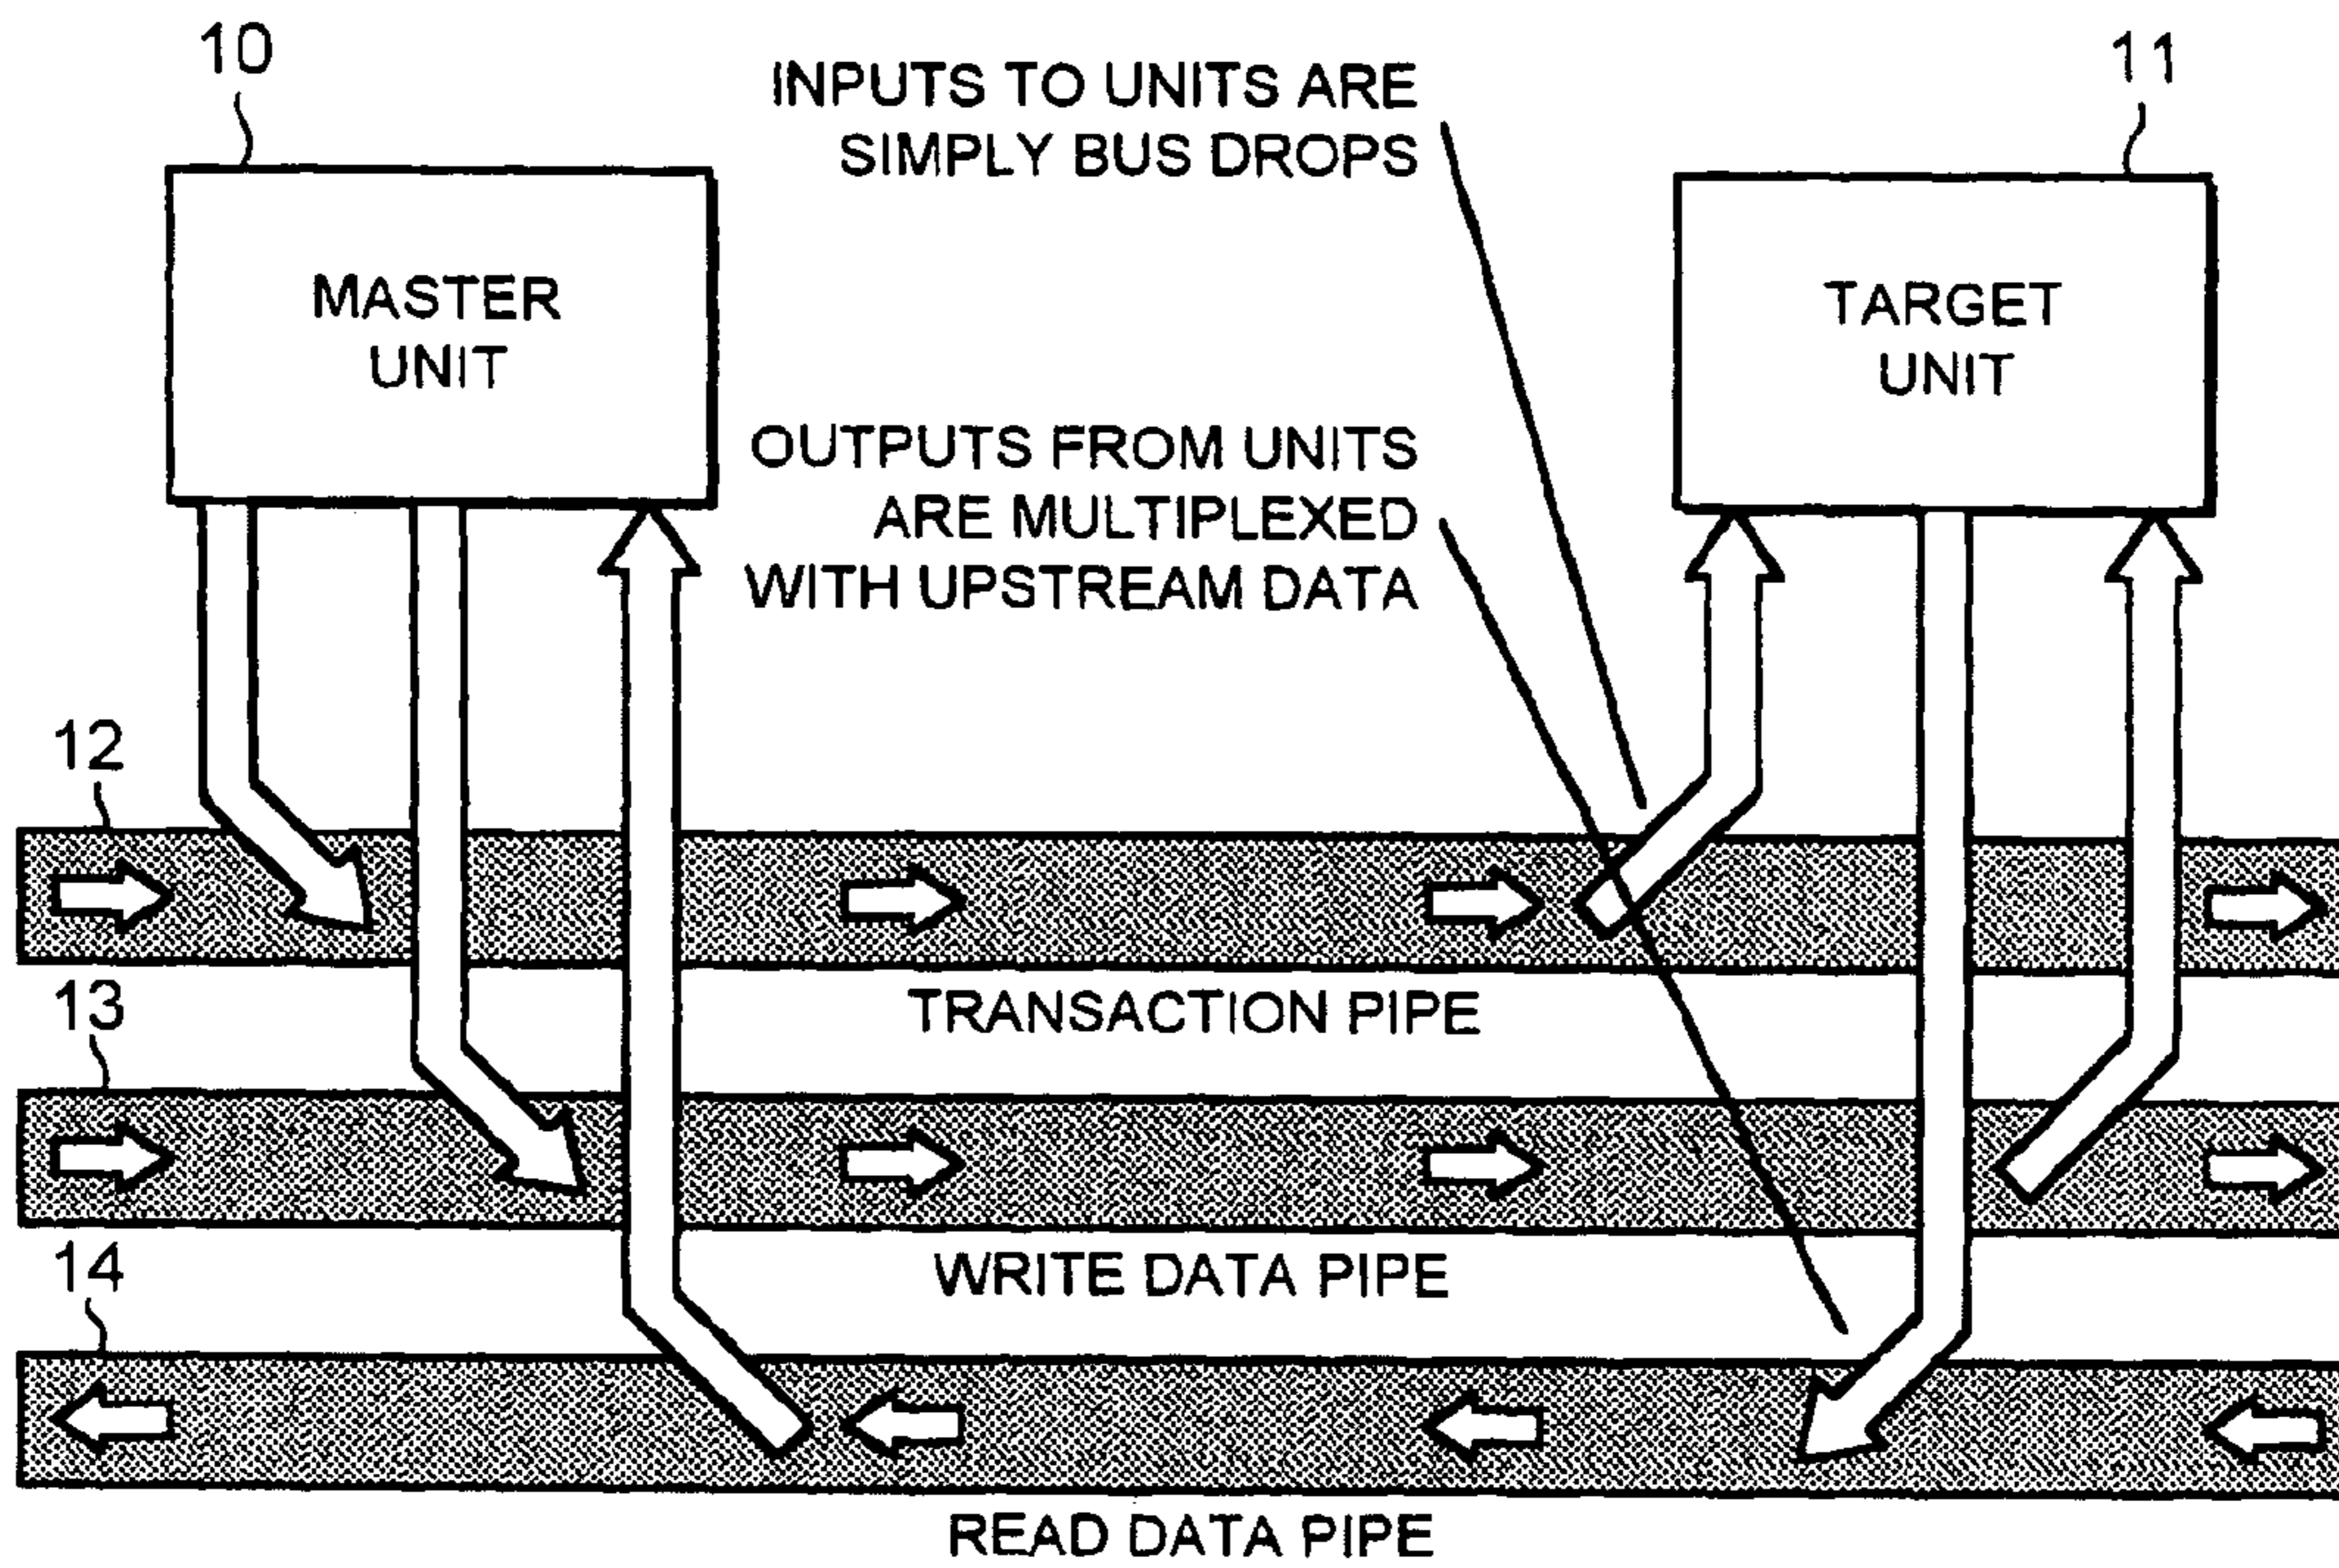 10
11
INPUTS TO UNITS ARE
SIMPLY BUS DROPS
MASTER
UNIT
TARGET
UNIT
OUTPUTS FROM UNITS
ARE MULTIPLEXED
WITH UPSTREAM DATA
12
TRANSACTION PIPE
13
WRITE DATA PIPE
14
READ DATA PIPE